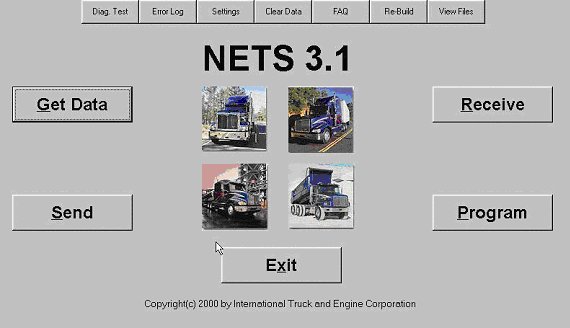 Diag. Test Error Log Settings Clear Data FAQ Re-Build View Files
NETS 3.1
Get Data
Receive
Send
Program
Exit
Copyright(c) 2000 by International Truck and Engine Corporation